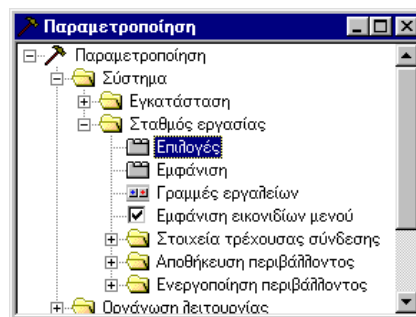 Παραμετροποίηση
Παραμετροποίηση
Σύστημα
Εγκατάσταση
Σταθμός εργασίας
Επιλογές
Εμφάνιση
Γραμμές εργαλείων
Εμφάνιση εικονιδίων μενού
Στοιχεία τρέχουσας σύνδεσης
Αποθήκευση περιβάλλοντος
Ενεργοποίηση περιβάλλοντος
Οργάνωση λειτουργίας